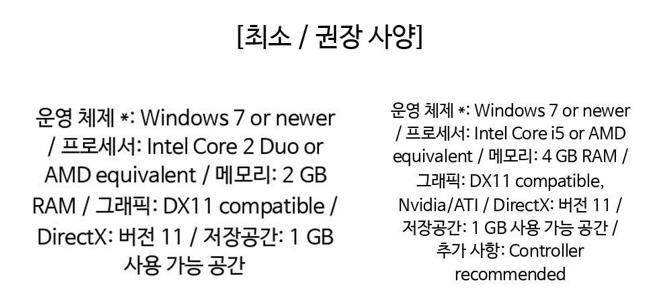 [최소 / 권장 사양]
운영 체제 *: Windows 7 or newer
/ 프로세서: Intel Core 2 Duo or
AMD equivalent / 메모리: 2 GB
RAM / 그래픽: DX11 compatible /
DirectX: 버전 11 / 저장공간: 1 GB
사용 가능 공간
운영 체제 *: Windows 7 or newer
/ 프로세서: Intel Core i5 or AMD
equivalent / 메모리: 4 GB RAM /
그래픽: DX11 compatible,
Nvidia/ATI / DirectX: 버전 11 /
저장공간: 1 GB 사용 가능 공간 /
추가 사항: Controller
recommended